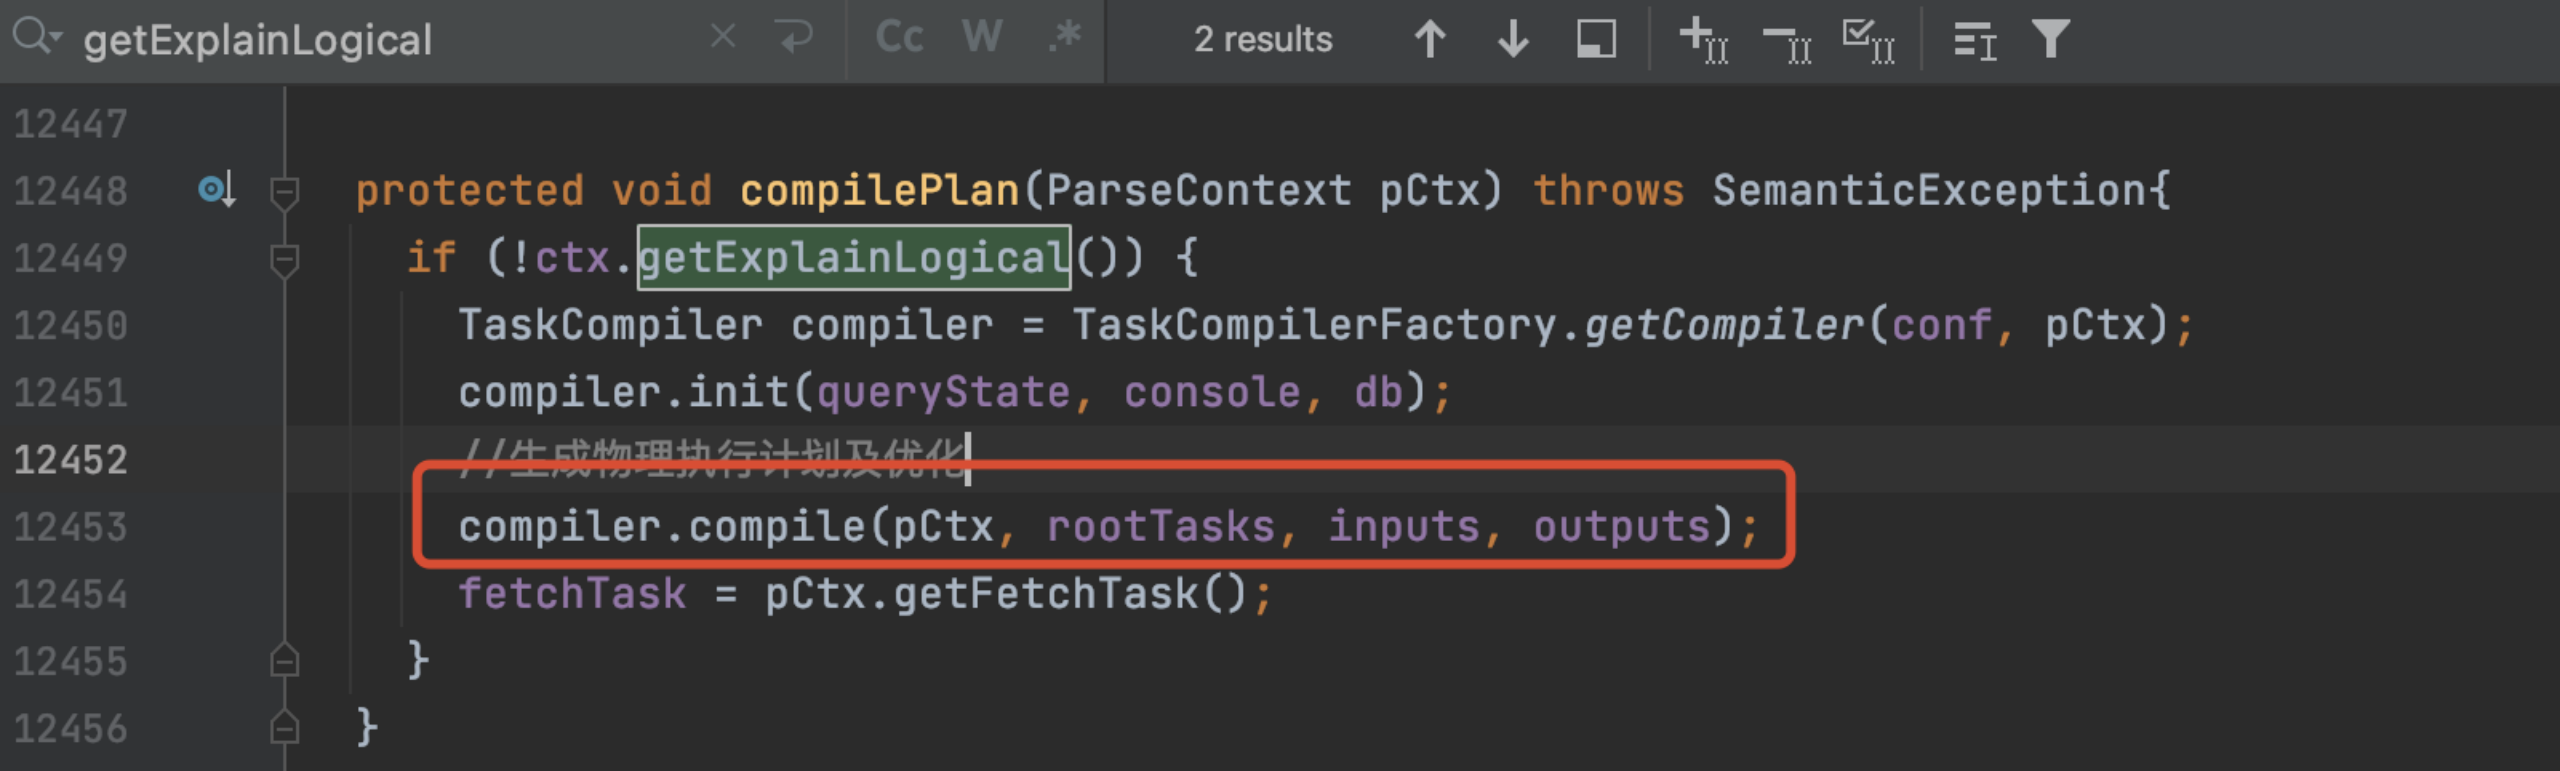 getExplainLogical Cc W .* 2 results
12447
12448 protected void compilePlan(ParseContext pCtx) throws SemanticException{
12449 if (!ctx.getExplainLogical()) {
12450 TaskCompiler compiler = TaskCompilerFactory.getCompiler(conf, pCtx);
12451 compiler.init(queryState, console, db);
12452 //生成物理执行计划及优化
12453 compiler.compile(pCtx, rootTasks, inputs, outputs);
12454 fetchTask = pCtx.getFetchTask();
12455 }
12456 }